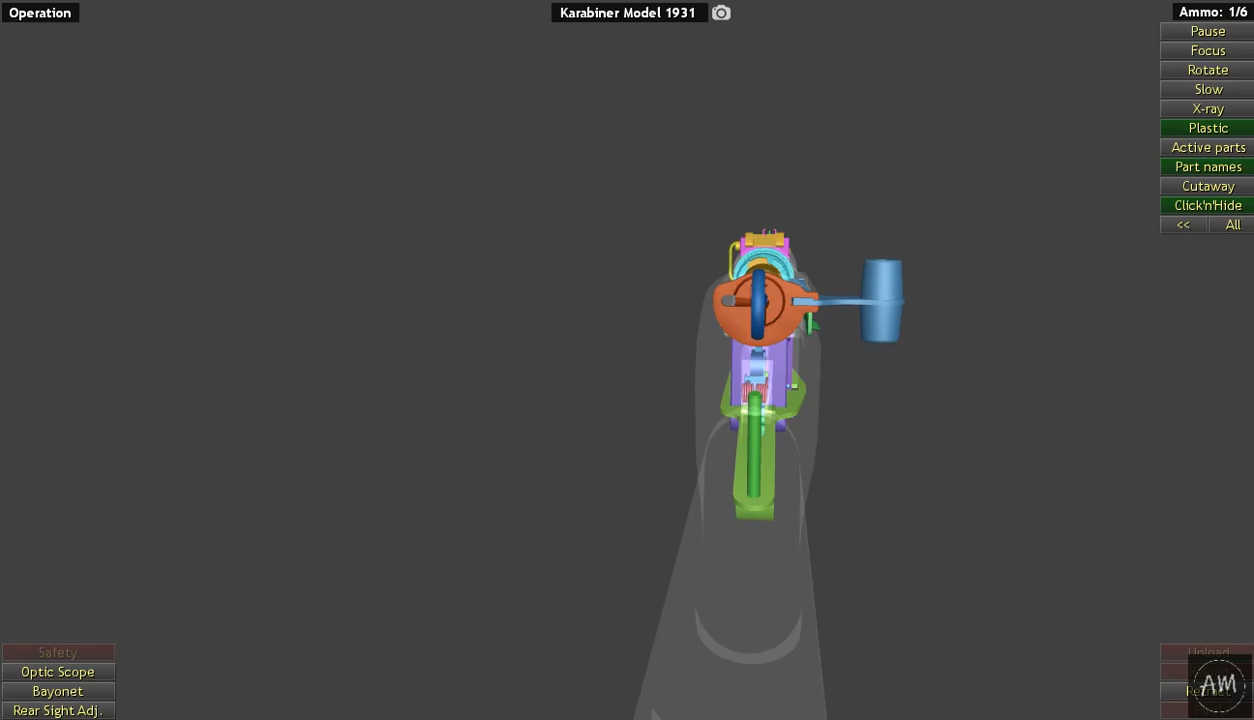 Operation
Karabiner Model 1931
Ammo: 1/6
Pause
Focus
Rotate
Slow
X-ray
Plastic
Active parts
Part names
Cutaway
Click'n'Hide
<< All
Safety
Optic Scope
Bayonet
Rear Sight Adj.
Unload
AM